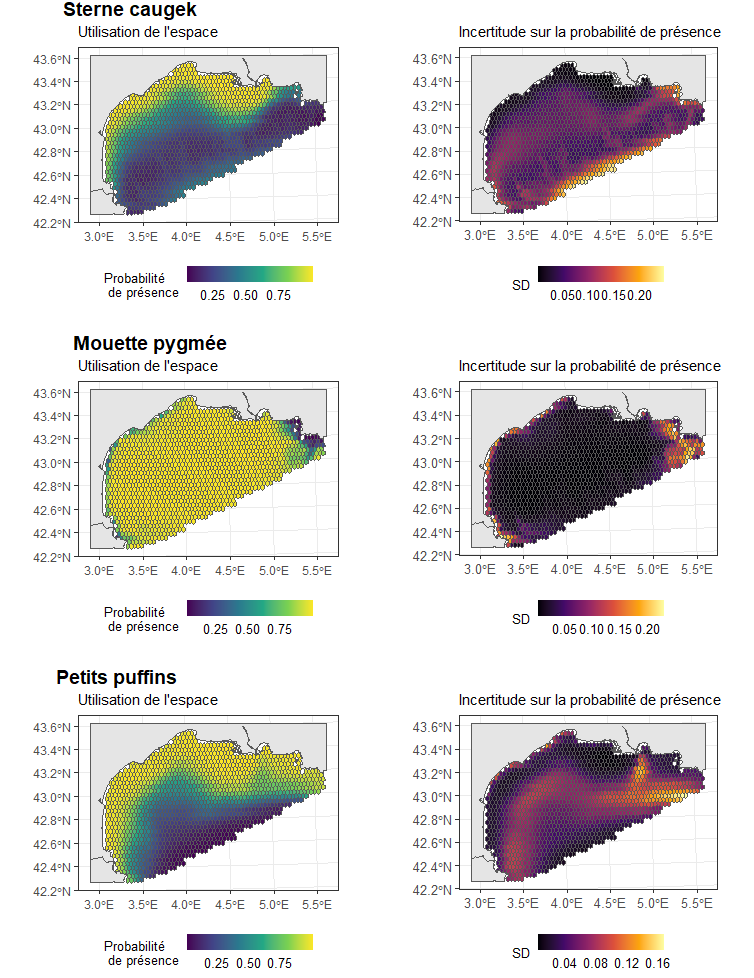 Sterne caugek
Utilisation de l'espace
Incertitude sur la probabilité de présence
43.6°N
43.4°N
43.2°N
43.0°N
42.8°N
42.6°N
42.4°N
42.2°N
3.0°E 3.5°E 4.0°E 4.5°E 5.0°E 5.5°E
43.6°N
43.4°N
43.2°N
43.0°N
42.8°N
42.6°N
42.4°N
42.2°N
3.0°E 3.5°E 4.0°E 4.5°E 5.0°E 5.5°E
Probabilité
de présence
0.25 0.50 0.75
SD
0.05 0.10 0.15 0.20
Mouette pygmée
Utilisation de l'espace
Incertitude sur la probabilité de présence
43.6°N
43.4°N
43.2°N
43.0°N
42.8°N
42.6°N
42.4°N
42.2°N
3.0°E 3.5°E 4.0°E 4.5°E 5.0°E 5.5°E
43.6°N
43.4°N
43.2°N
43.0°N
42.8°N
42.6°N
42.4°N
42.2°N
3.0°E 3.5°E 4.0°E 4.5°E 5.0°E 5.5°E
Probabilité
de présence
0.25 0.50 0.75
SD
0.05 0.10 0.15 0.20
Petits puffins
Utilisation de l'espace
Incertitude sur la probabilité de présence
43.6°N
43.4°N
43.2°N
43.0°N
42.8°N
42.6°N
42.4°N
42.2°N
3.0°E 3.5°E 4.0°E 4.5°E 5.0°E 5.5°E
43.6°N
43.4°N
43.2°N
43.0°N
42.8°N
42.6°N
42.4°N
42.2°N
3.0°E 3.5°E 4.0°E 4.5°E 5.0°E 5.5°E
Probabilité
de présence
0.25 0.50 0.75
SD
0.04 0.08 0.12 0.16